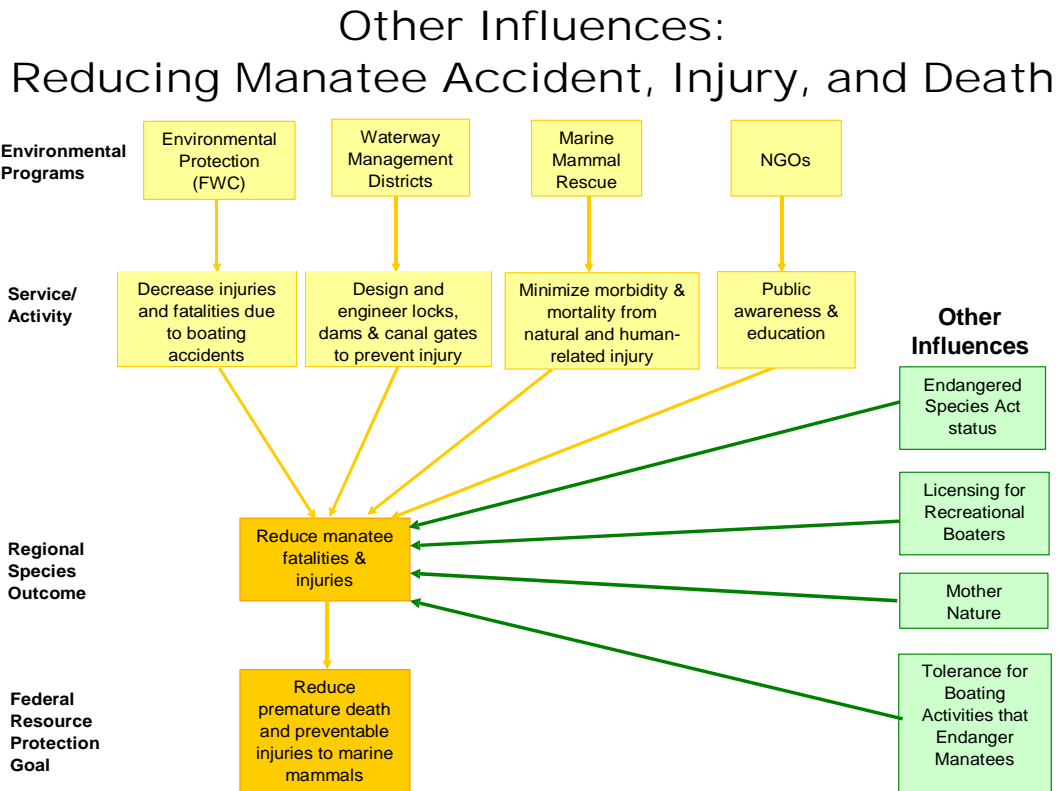 Other Influences:
Reducing Manatee Accident, Injury, and Death
Environmental
Programs
Environmental
Protection
(FWC)
Waterway
Management
Districts
Marine
Mammal
Rescue
NGOs
Service/
Activity
Decrease injuries
and fatalities due
to boating
accidents
Design and
engineer locks,
dams & canal gates
to prevent injury
Minimize morbidity &
mortality from
natural and human-
related injury
Public
awareness &
education
Other
Influences
Endangered
Species Act
status
Licensing for
Recreational
Boaters
Mother
Nature
Tolerance for
Boating
Activities that
Endanger
Manatees
Regional
Species
Outcome
Reduce manatee
fatalities &
injuries
Federal
Resource
Protection
Goal
Reduce
premature death
and preventable
injuries to marine
mammals